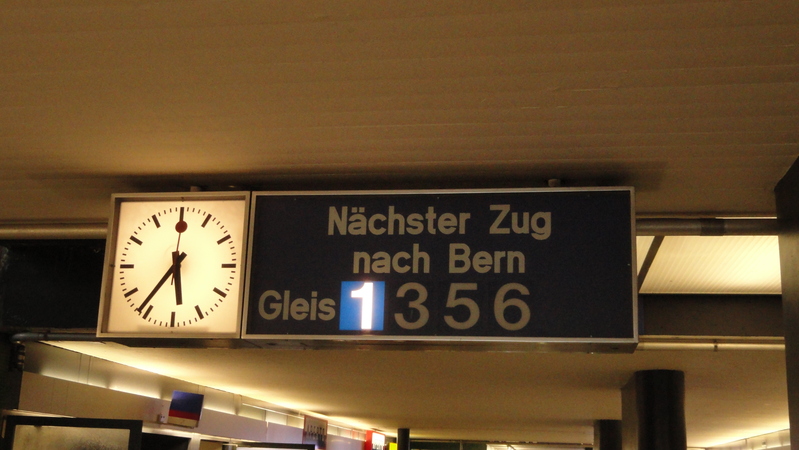 Nächster Zug
nach Bern
Gleis 1 3 5 6